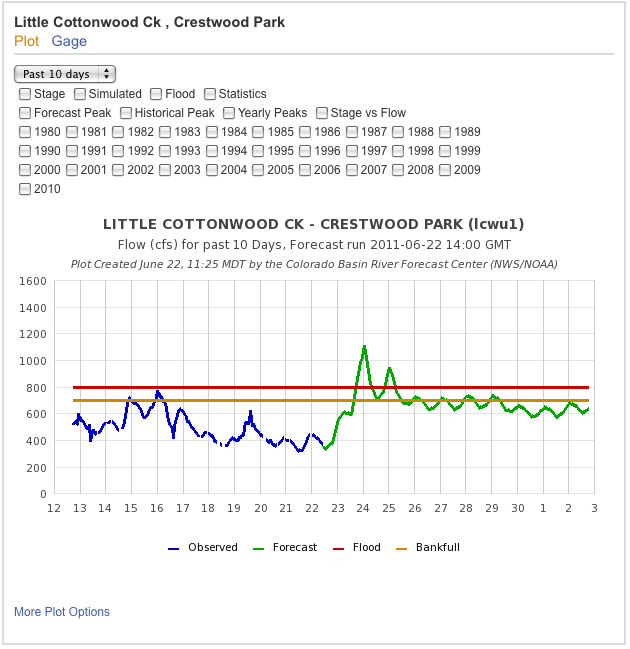 Little Cottonwood Ck , Crestwood Park
Plot Gage
Past 10 days
Stage Simulated Flood Statistics
Forecast Peak Historical Peak Yearly Peaks Stage vs Flow
1980 1981 1982 1983 1984 1985 1986 1987 1988 1989
1990 1991 1992 1993 1994 1995 1996 1997 1998 1999
2000 2001 2002 2003 2004 2005 2006 2007 2008 2009
2010
LITTLE COTTONWOOD CK - CRESTWOOD PARK (lcwu1)
Flow (cfs) for past 10 Days, Forecast run 2011-06-22 14:00 GMT
Plot Created June 22, 11:25 MDT by the Colorado Basin River Forecast Center (NWS/NOAA)
1600
1400
1200
1000
800
600
400
200
0
12 13 14 15 16 17 18 19 20 21 22 23 24 25 26 27 28 29 30 1 2 3
Observed Forecast Flood Bankfull
More Plot Options